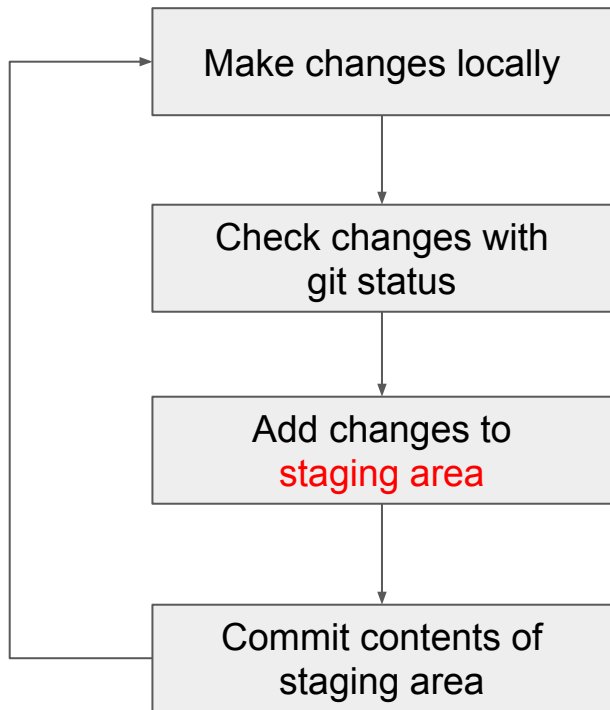 Make changes locally
Check changes with
git status
Add changes to
staging area
Commit contents of
staging area